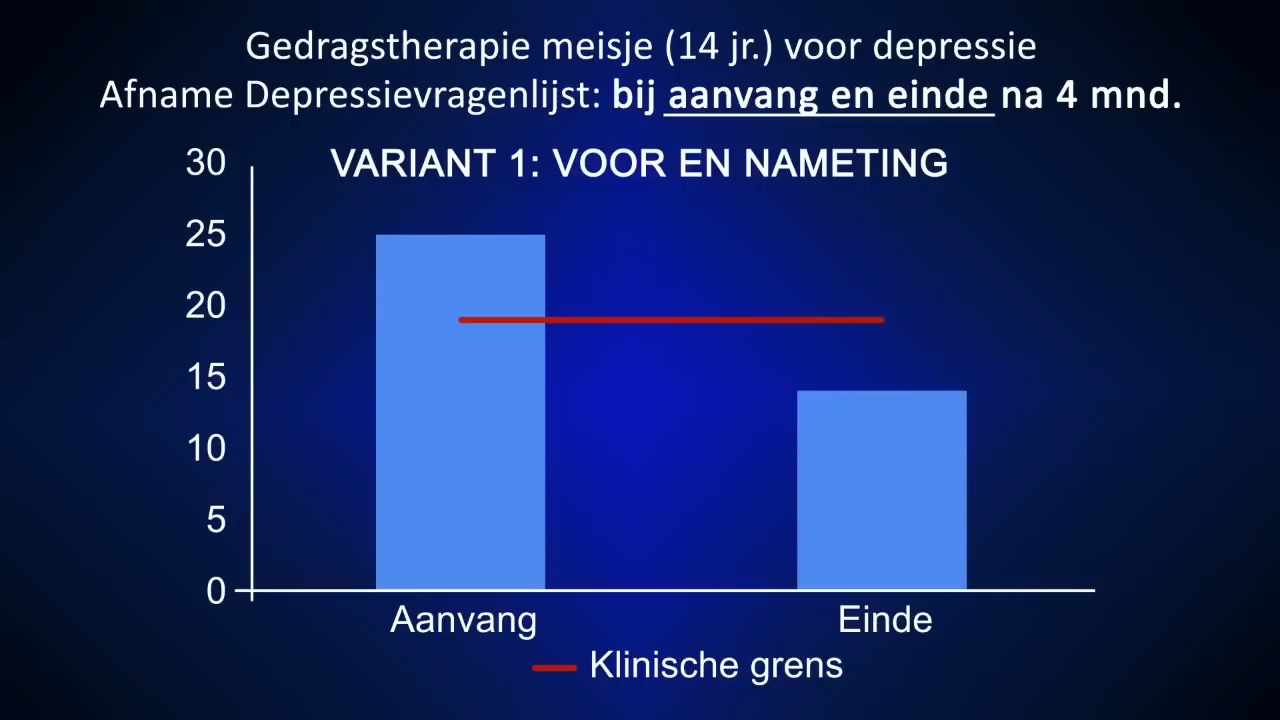 Gedragstherapie meisje (14 jr.) voor depressie
Afname Depressievragenlijst: bij aanvang en einde na 4 mnd.
VARIANT 1: VOOR EN NAMETING
30
25
20
15
10
5
0
Aanvang Einde
Klinische grens